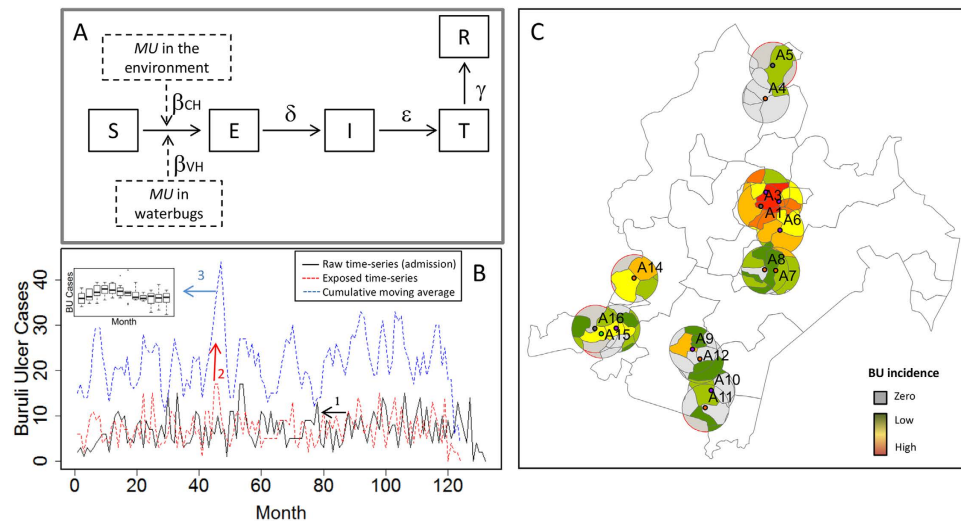 A
R
MU in the
environment
βCH
γ
S
E
δ
I
ε
T
βVH
MU in
waterbugs
B
Raw time-series (admission)
Exposed time-series
Cumulative moving average
BU Cases
Month
3
2
1
Buruli Ulcer Cases
0
10
20
30
40
0
20
40
60
80
100
120
Month
C
A5
A4
A3
A1
A6
A8
A7
A14
A16
A15
A9
A12
A10
A11
BU incidence
Zero
Low
High